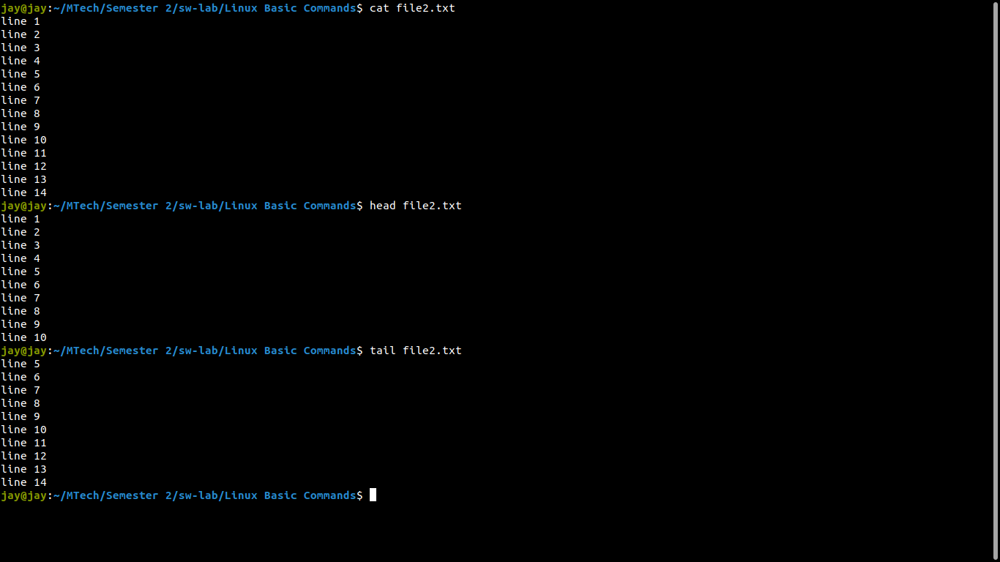 jay@jay:~/MTech/Semester 2/sw-lab/Linux Basic Commands$ cat file2.txt
line 1
line 2
line 3
line 4
line 5
line 6
line 7
line 8
line 9
line 10
line 11
line 12
line 13
line 14
jay@jay:~/MTech/Semester 2/sw-lab/Linux Basic Commands$ head file2.txt
line 1
line 2
line 3
line 4
line 5
line 6
line 7
line 8
line 9
line 10
jay@jay:~/MTech/Semester 2/sw-lab/Linux Basic Commands$ tail file2.txt
line 5
line 6
line 7
line 8
line 9
line 10
line 11
line 12
line 13
line 14
jay@jay:~/MTech/Semester 2/sw-lab/Linux Basic Commands$